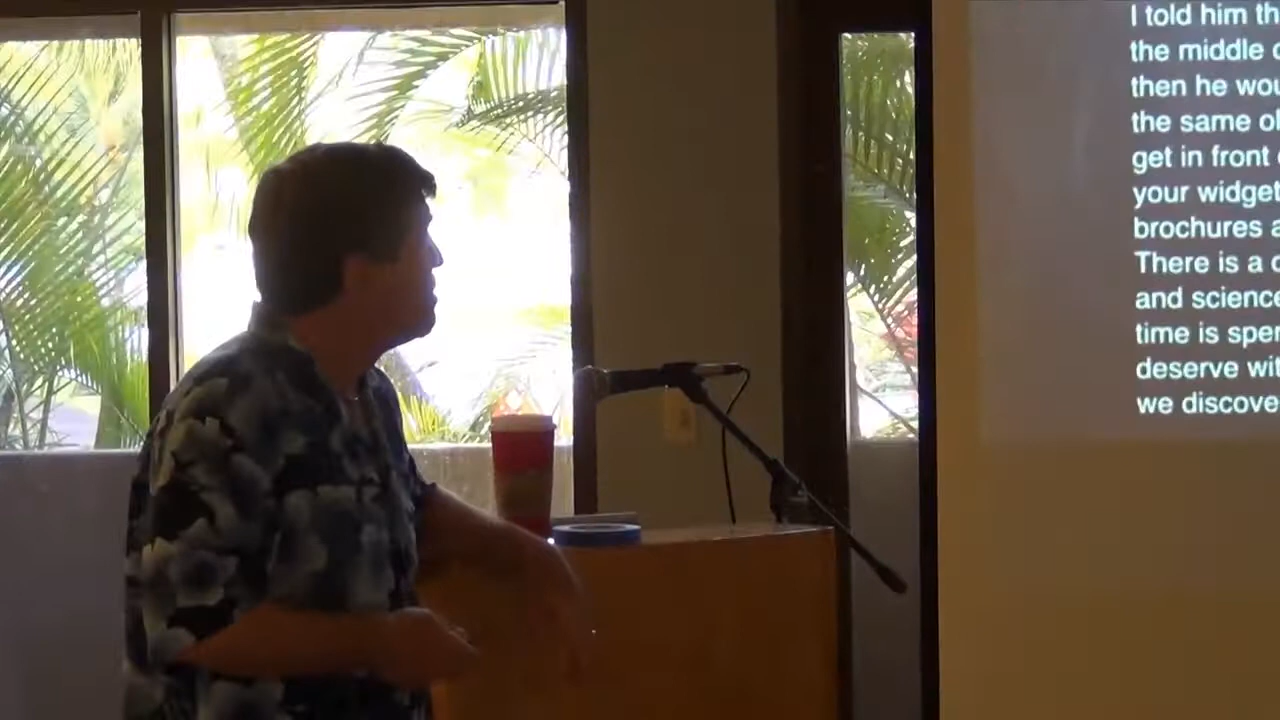 I told him th
the middle
then he wou
the same ol
get in front
your widget
brochures a
There is a
and science
time is spe
deserve wit
we discove